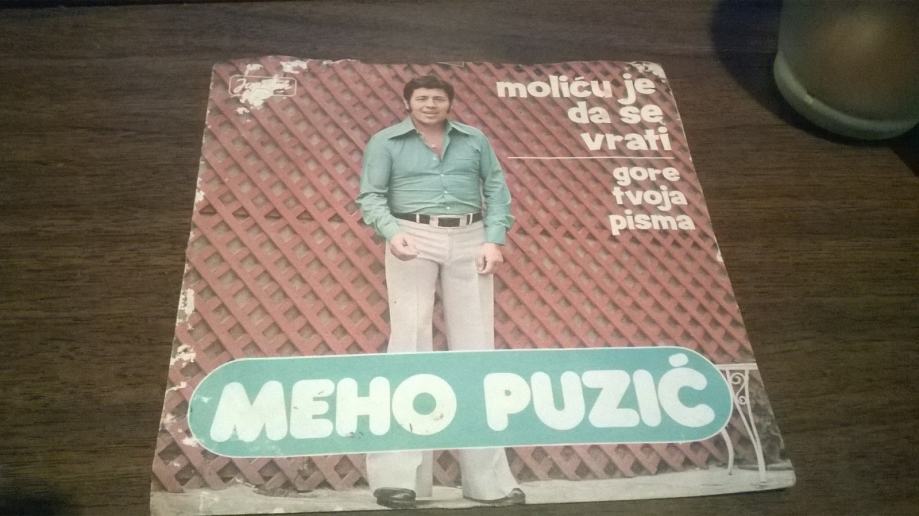 moliću je
da se
vrati
gore
tvoja
pisma
MEHO PUZIĆ